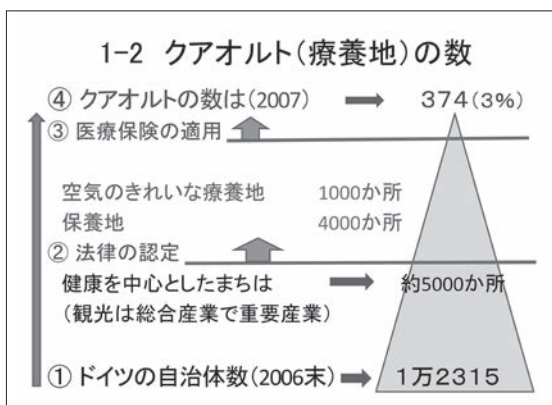 1-2 クアオルト(療養地)の数
④ クアオルトの数は(2007) 374(3%)
③ 医療保険の適用
空気のきれいな療養地 1000か所
保養地 4000か所
② 法律の認定
健康を中心としたまちは 約5000か所
(観光は総合産業で重要産業)
① ドイツの自治体数(2006末) 1万2315